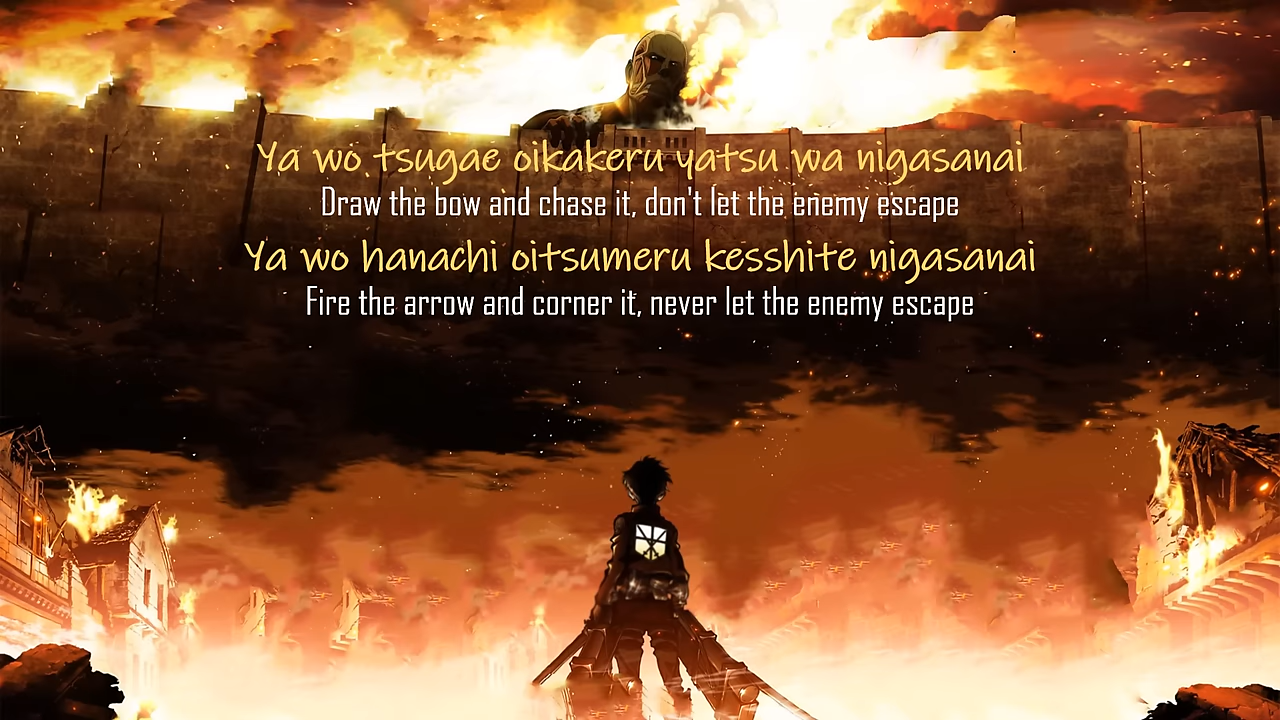 Ya wo tsugae oikakeru yatsu wa nigasanai
Draw the bow and chase it, don't let the enemy escape
Ya wo hanachi oitsumeru kesshite nigasanai
Fire the arrow and corner it, never let the enemy escape